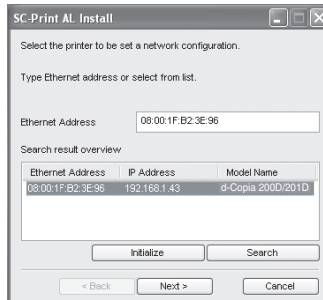 SC-Print AL Install
Select the printer to be set a network configuration.
Type Ethernet address or select from list.
Ethernet Address 08:00:1F:B2:3E:96
Search result overview
Ethernet Address IP Address Model Name
08:00:1F:B2:3E:96 192.168.1.43 d-Copia 200D/201D
Initialize Search
< Back Next > Cancel